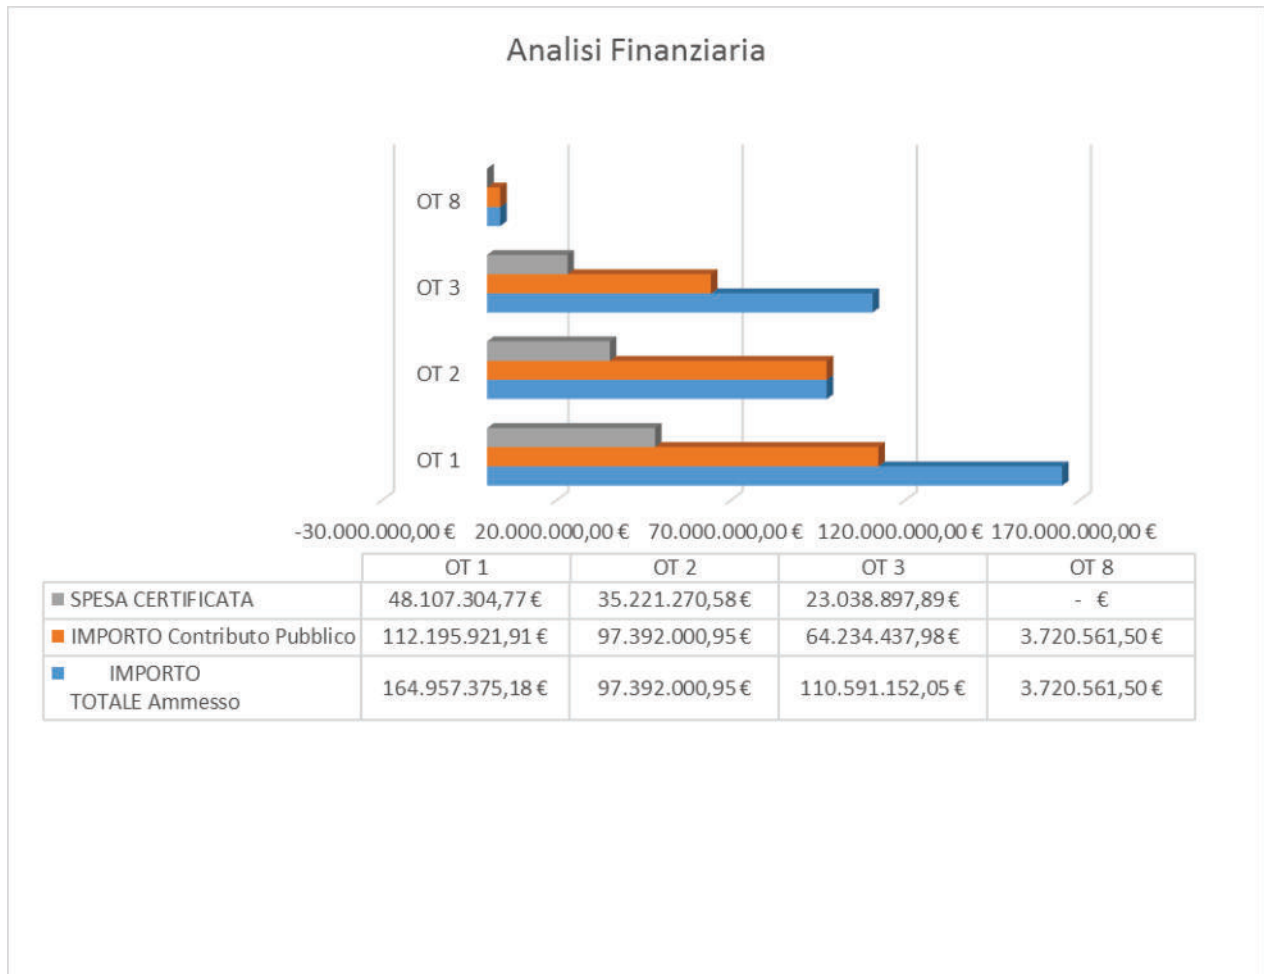 Analisi Finanziaria
OT 8
OT 3
OT 2
OT 1
-30.000.000,00 € 20.000.000,00 € 70.000.000,00 € 120.000.000,00 € 170.000.000,00 €
OT 1 OT 2 OT 3 OT 8
SPESA CERTIFICATA 48.107.304,77 € 35.221.270,58 € 23.038.897,89 € - €
IMPORTO Contributo Pubblico 112.195.921,91 € 97.392.000,95 € 64.234.437,98 € 3.720.561,50 €
IMPORTO
TOTALE Ammesso 164.957.375,18 € 97.392.000,95 € 110.591.152,05 € 3.720.561,50 €